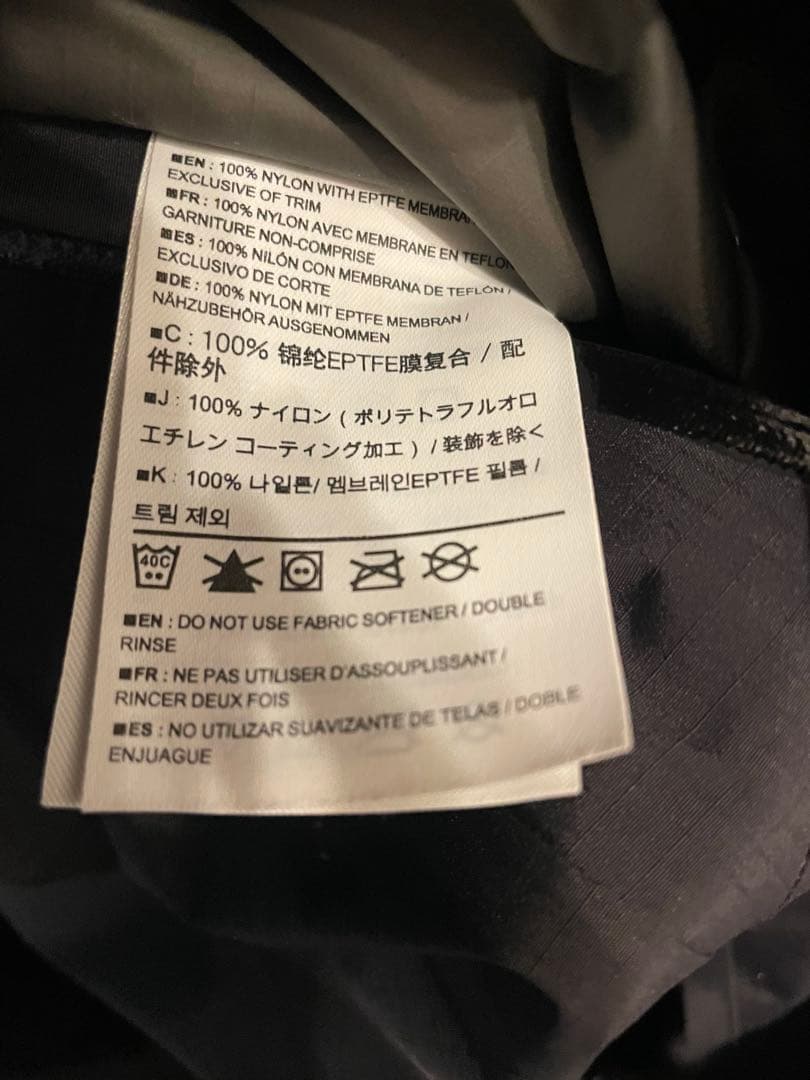 ■EN : 100% NYLON WITH EPTFE
EXCLUSIVE OF TRIM
■FR : 100% NYLON AVEC MEMBRANE EN TEFLON
GARNITURE NON-COMPRISE
■ES : 100% NILÓN CON MEMBRANA DE TEFLÓN /
EXCLUSIVO DE CORTE
■DE : 100% NYLON MIT EPTFE MEMBRAN /
NÄHZUBEHÖR AUSGENOMMEN
■C : 100% 锦纶EPTFE膜复合 / 配
件除外
■J : 100% ナイロン ( ポリテトラフルオロ
エチレン コーティング加工 ) / 装飾を除く
■K : 100% 나일론/ 멤브레인EPTFE 필름 /
트림 제외
40C
■EN : DO NOT USE FABRIC SOFTENER / DOUBLE
RINSE
■FR : NE PAS UTILISER D'ASSOUPLISSANT /
RINCER DEUX FOIS
■ES : NO UTILIZAR SUAVIZANTE DE TELAS / DOBLE
ENJUAGUE